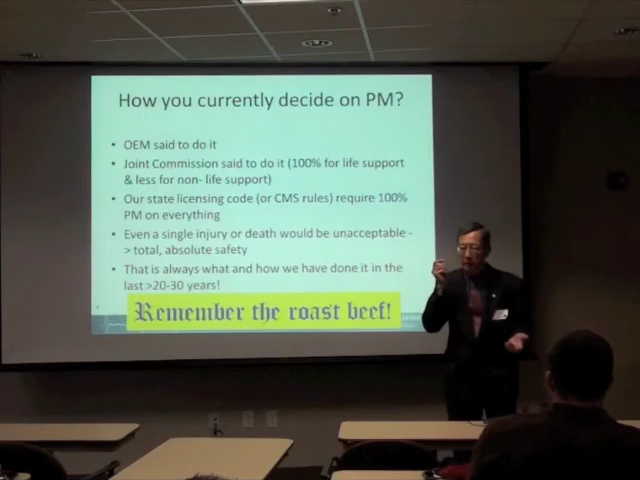 How you currently decide on PM?
• OEM said to do it
• Joint Commission said to do it (100% for life support
& less for non- life support)
• Our state licensing code (or CMS rules) require 100%
PM on everything
• Even a single injury or death would be unacceptable -
> total, absolute safety
• That is always what and how we have done it in the
last >20-30 years!
Remember the roast beef!